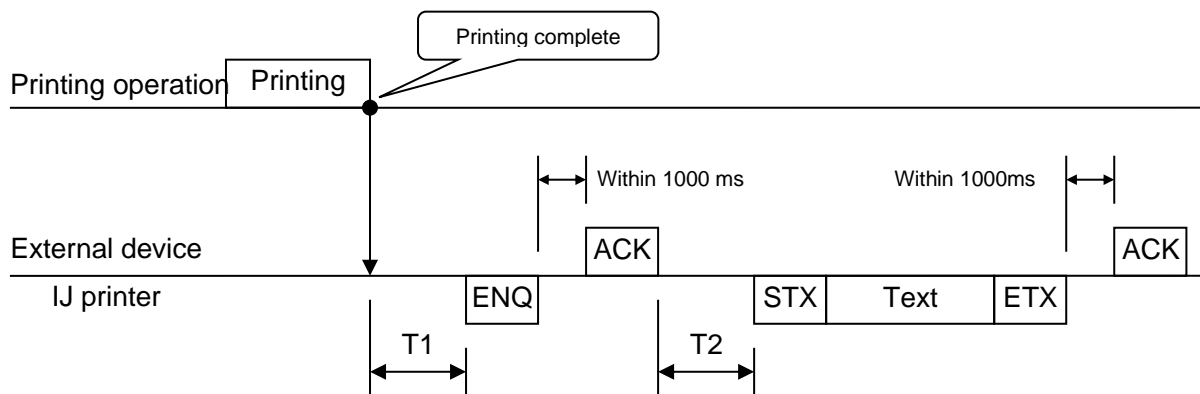 Printing complete
Printing operation Printing
Within 1000 ms Within 1000ms
External device ACK ACK
IJ printer ENQ STX Text ETX
T1 T2